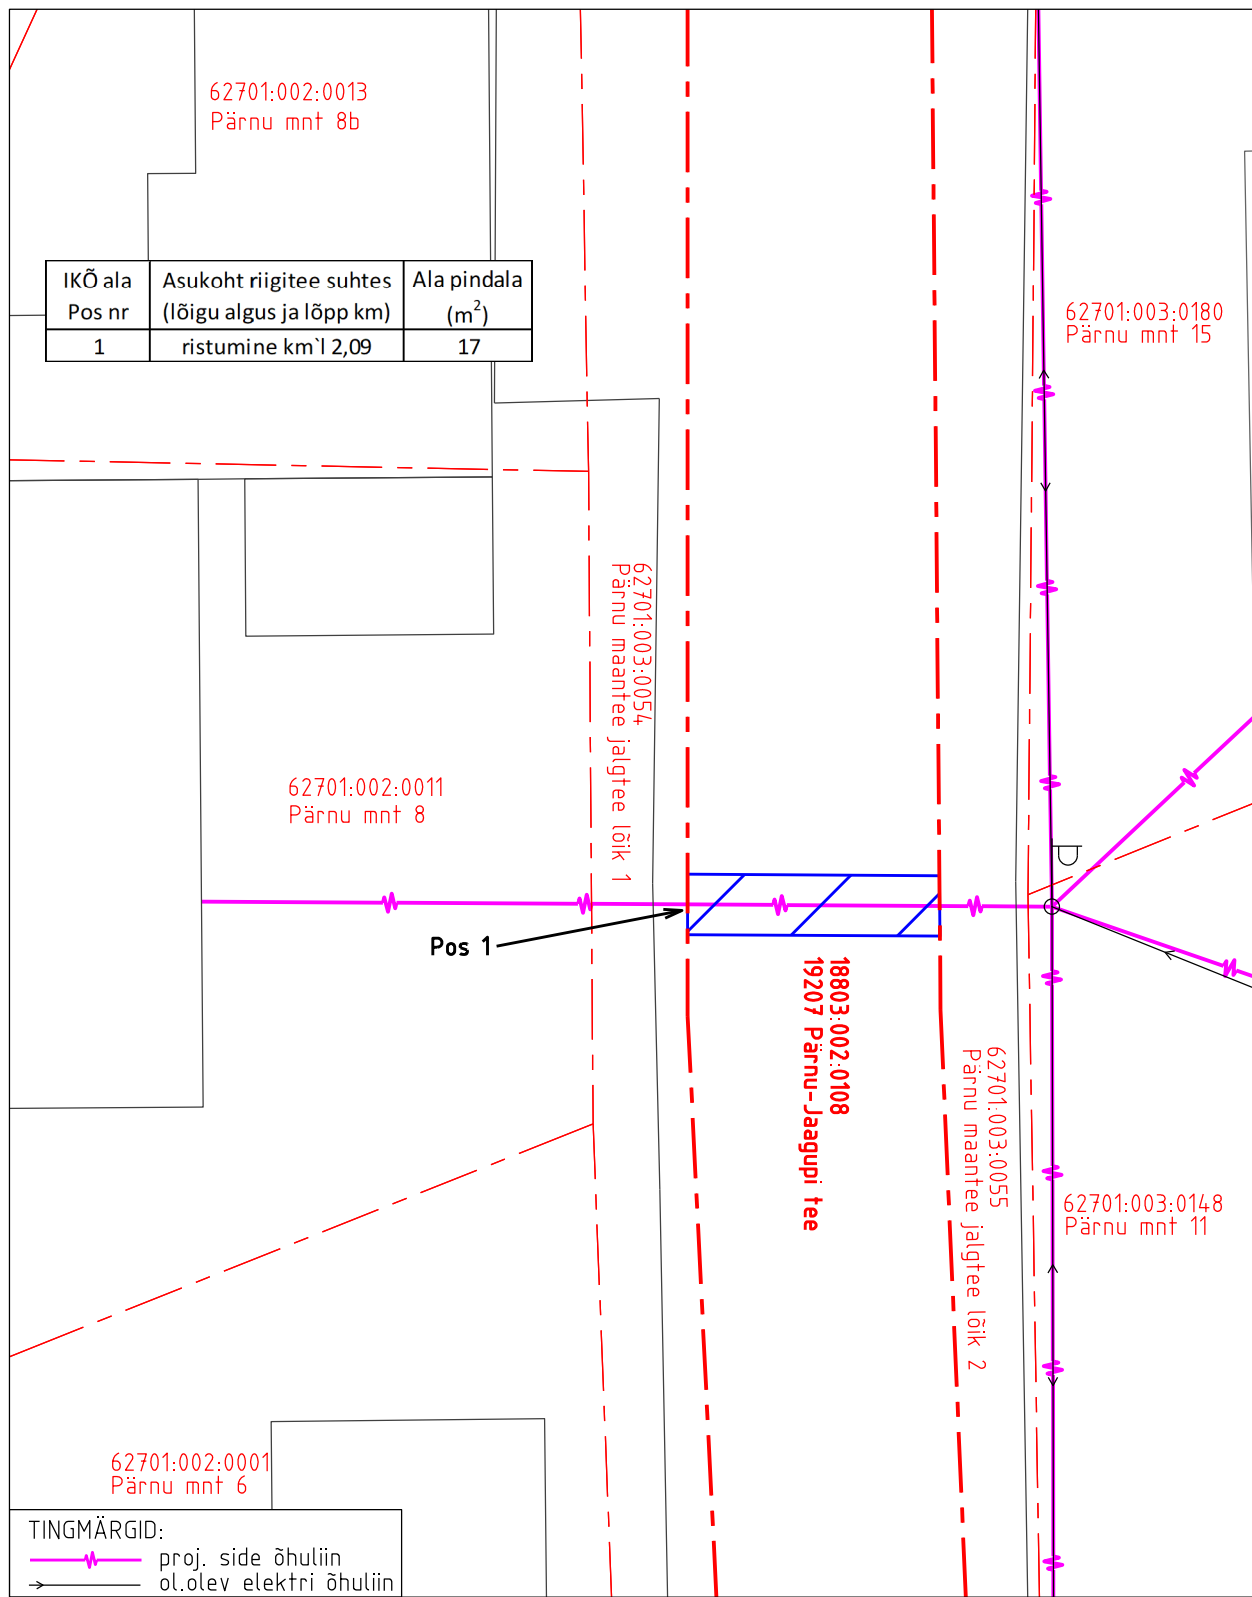 62701:002:0013
Pärnu mnt 8b
IKÕ ala Pos nr
Asukoht riigitee suhtes (lõigu algus ja lõpp km)
Ala pindala (m²)
1 ristumine km`l 2,09 17
62701:003:0180
Pärnu mnt 15
62701:003:0054
Pärnu maantee jalgtee lõik 1
62701:002:0011
Pärnu mnt 8
Pos 1
18803:002:0108
19207 Pärnu-Jaagupi tee
62701:003:0055
Pärnu maantee jalgtee lõik 2
62701:003:0148
Pärnu mnt 11
62701:002:0001
Pärnu mnt 6
TINGMÄRGID:
proj. side õhuliin
ol.olev elektri õhuliin